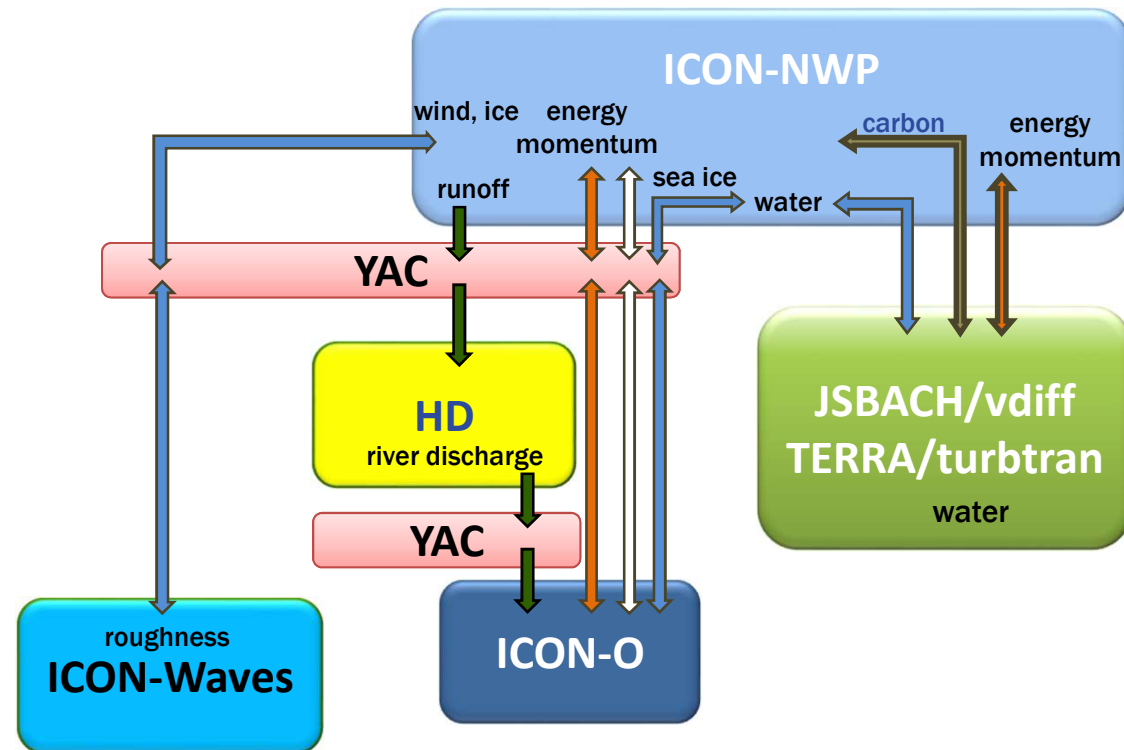 ICON-NWP
wind, ice
energy
momentum
carbon
energy
momentum
runoff
sea ice
water
YAC
HD
river discharge
JSBACH/vdiff
TERRA/turbtran
water
YAC
roughness
ICON-Waves
ICON-O